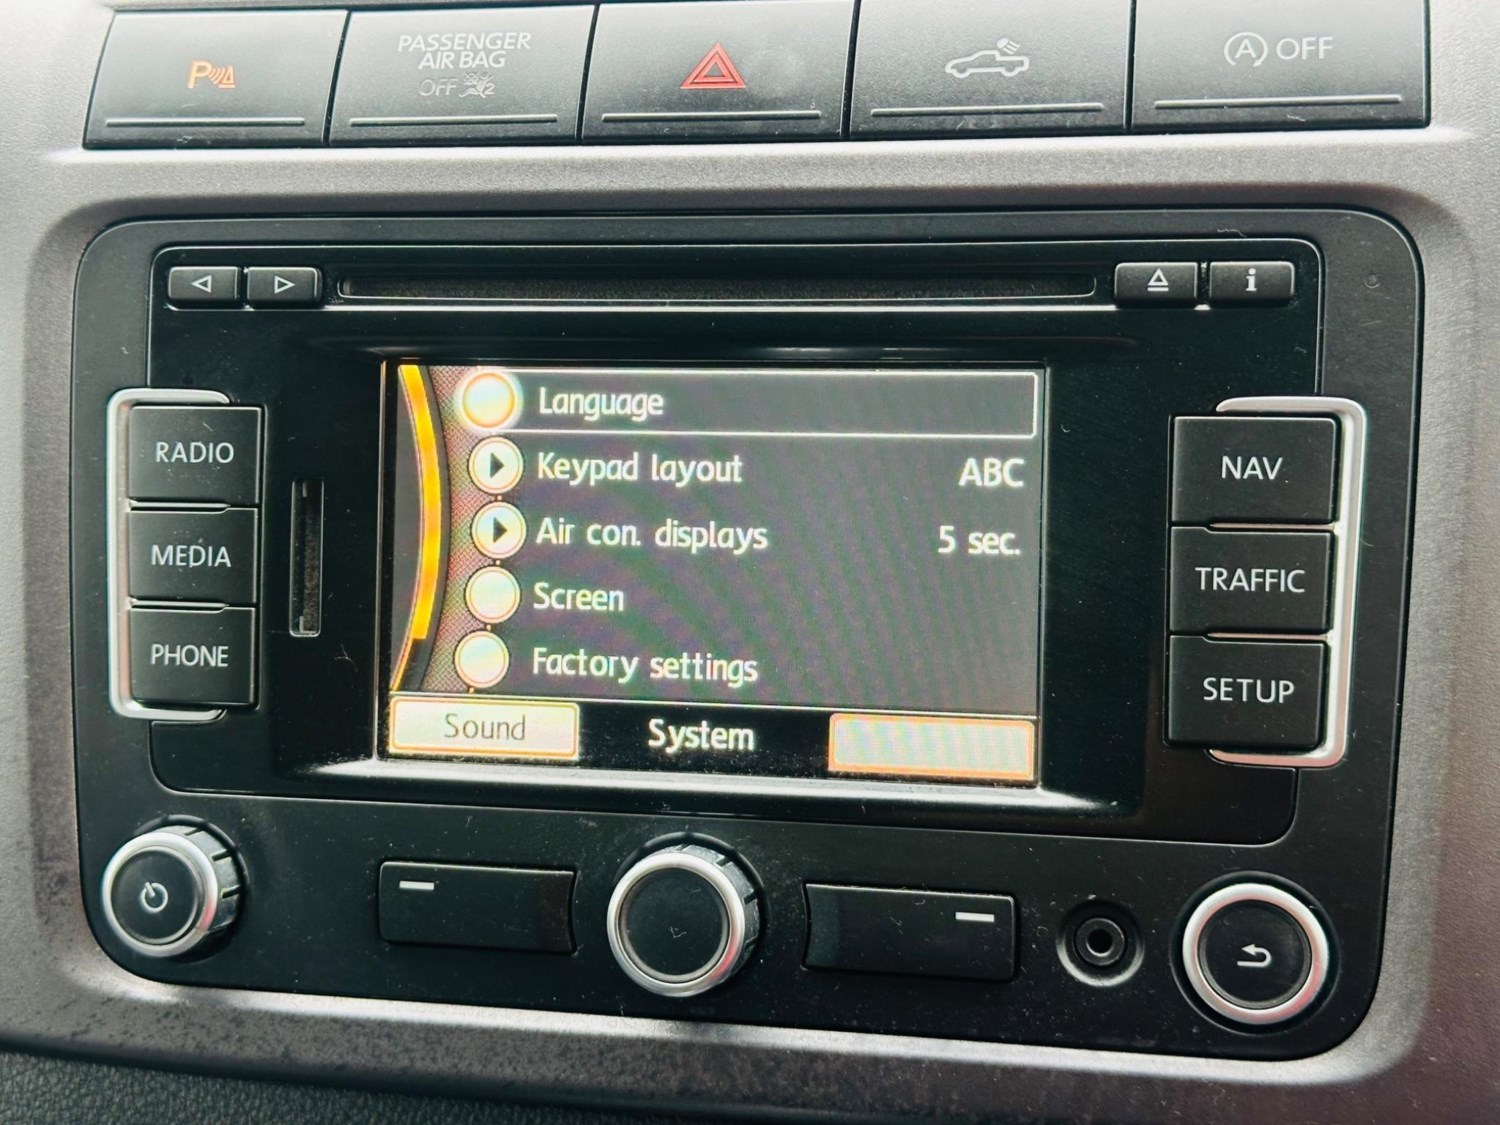 P
PASSENGER
AIR BAG
OFF 2
A OFF
i
RADIO
MEDIA
PHONE
Language
Keypad layout ABC
Air con. displays 5 sec.
Screen
Factory settings
Sound System
NAV
TRAFFIC
SETUP